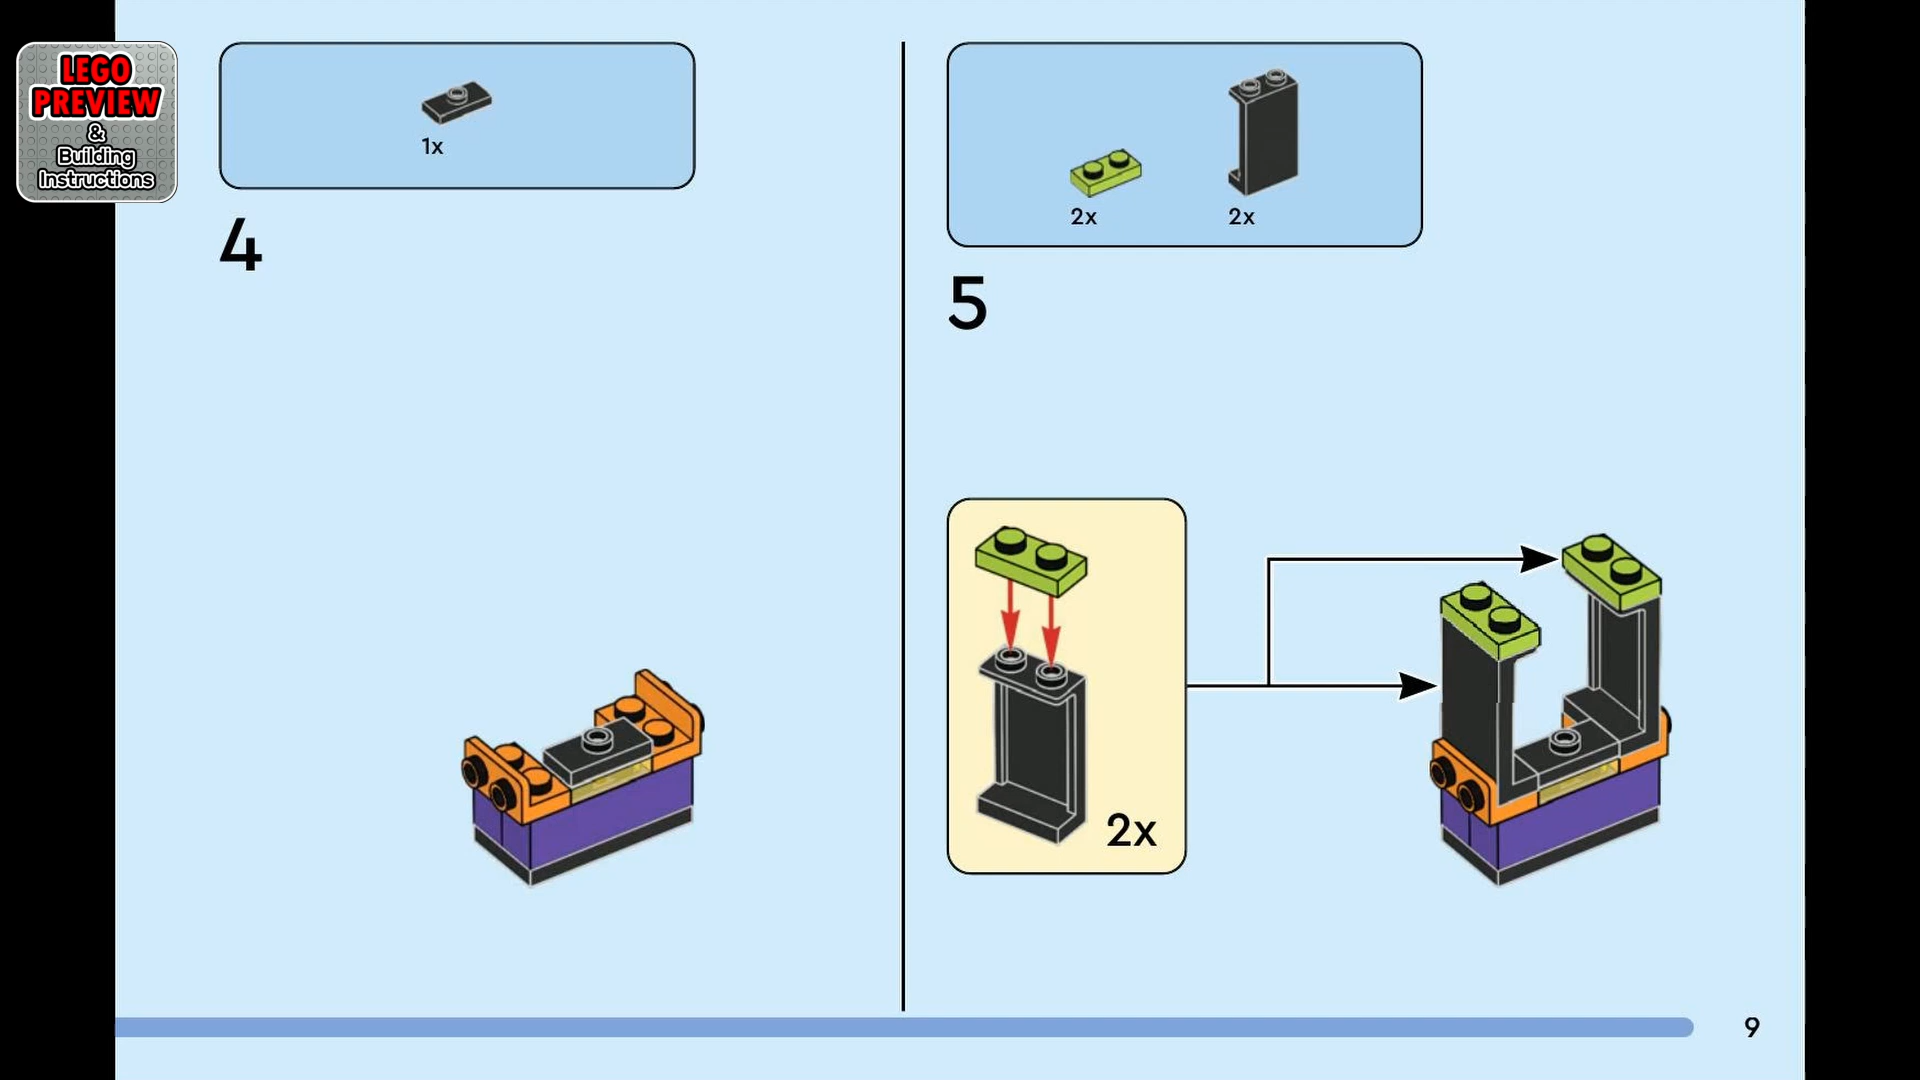 LEGO
PREVIEW
&
Building
Instructions
1x
4
2x
2x
5
2x
9